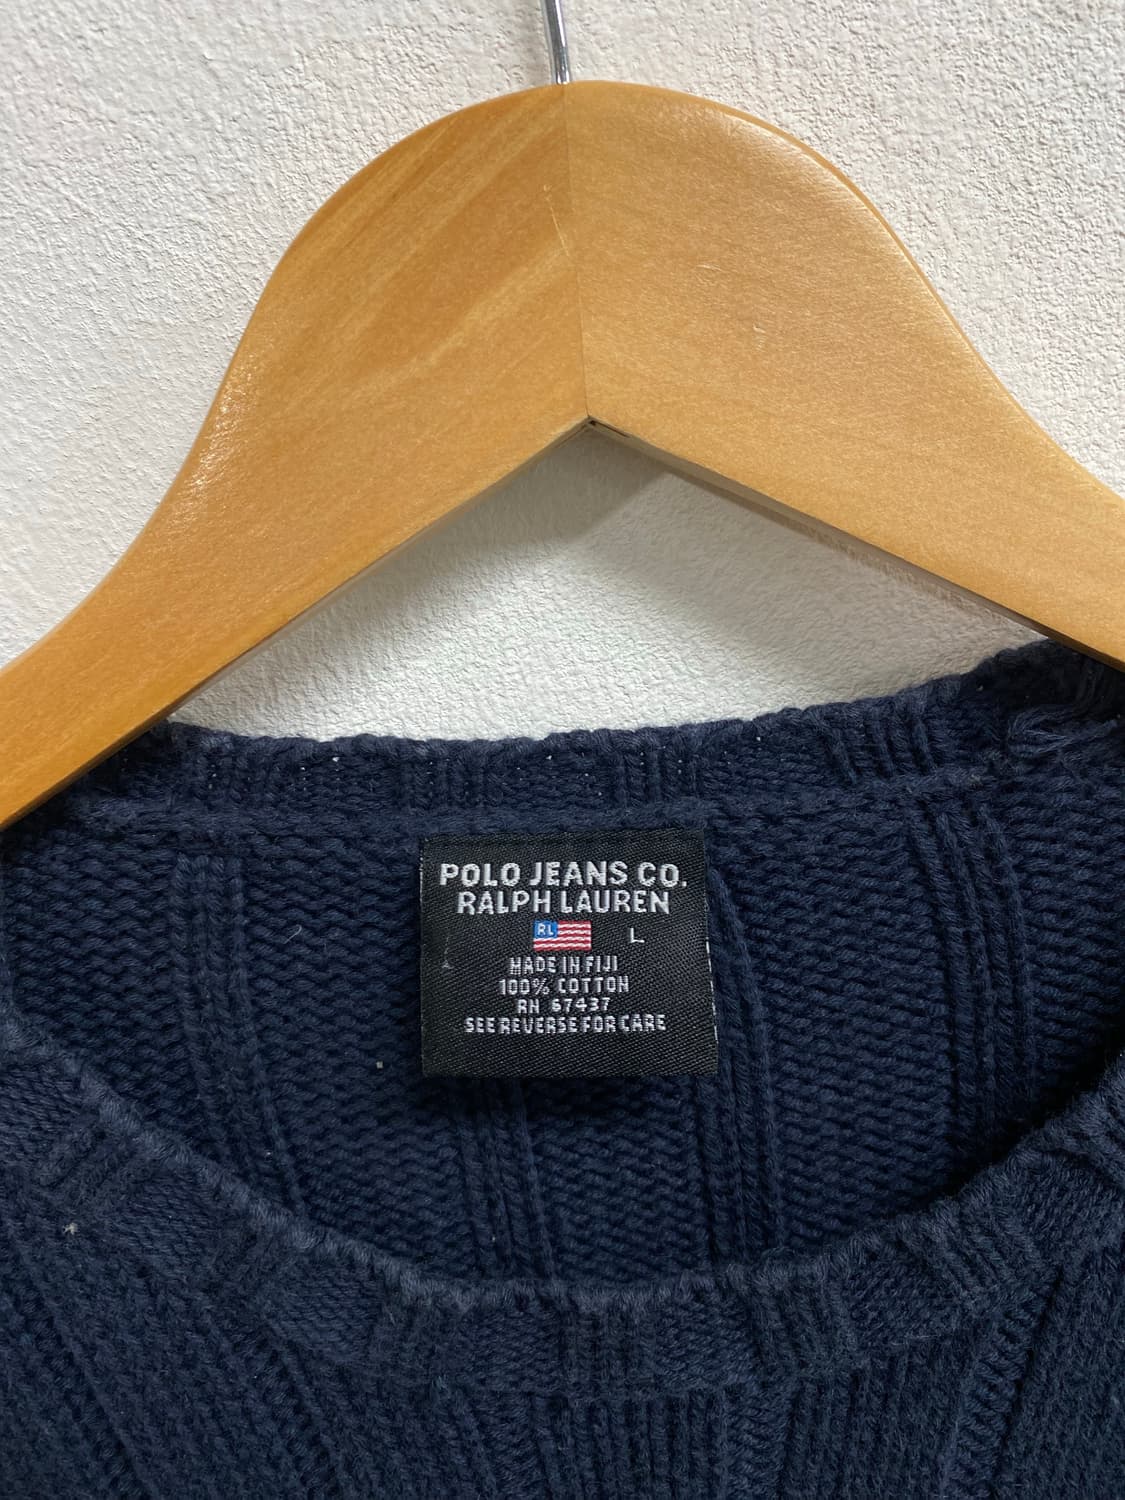 POLO JEANS CO.
RALPH LAUREN
RL L
MADE IN FIJI
100% COTTON
RN 67437
SEE REVERSE FOR CARE